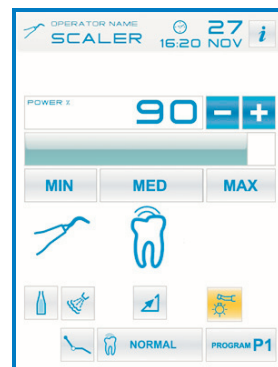 OPERATOR NAME
SCALER
16:20
27
NOV
i
POWER %
90
− +
MIN MED MAX
NORMAL
PROGRAM P1